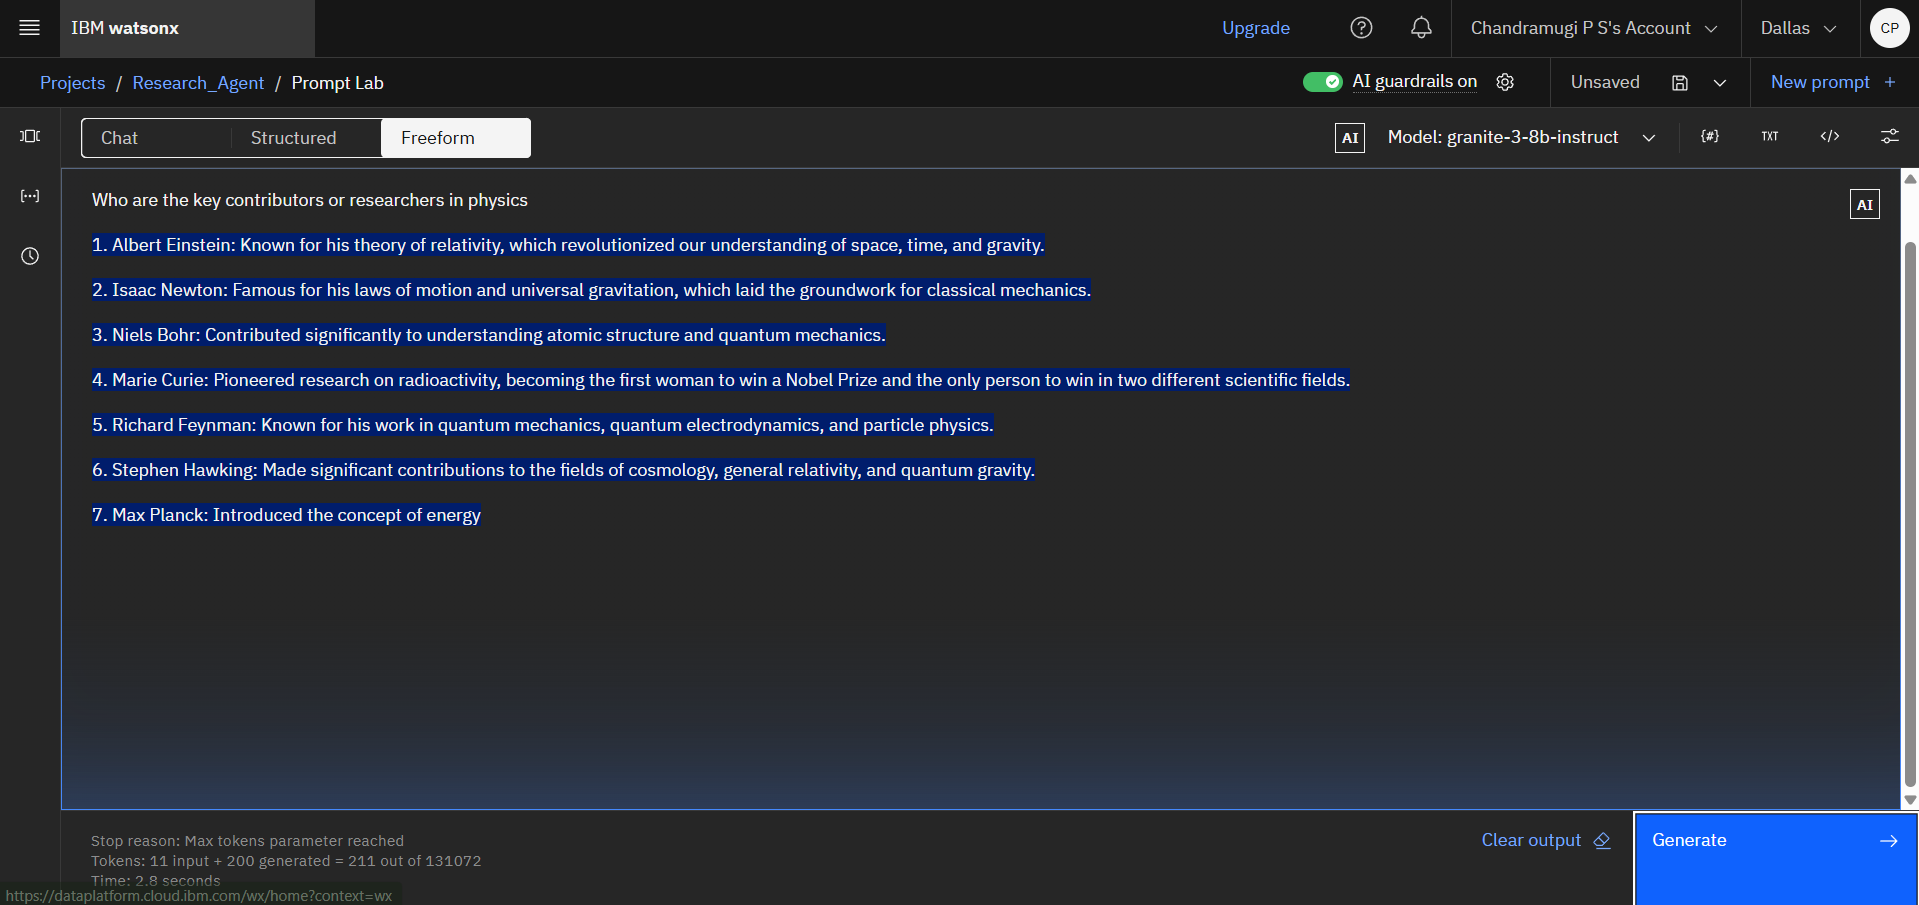 IBM watsonx
Upgrade
Chandramugi P S's Account
Dallas
CP
Projects / Research_Agent / Prompt Lab
AI guardrails on
Unsaved
New prompt +
Chat
Structured
Freeform
AI
Model: granite-3-8b-instruct
{#}
TXT
</>
Who are the key contributors or researchers in physics
AI
1. Albert Einstein: Known for his theory of relativity, which revolutionized our understanding of space, time, and gravity.
2. Isaac Newton: Famous for his laws of motion and universal gravitation, which laid the groundwork for classical mechanics.
3. Niels Bohr: Contributed significantly to understanding atomic structure and quantum mechanics.
4. Marie Curie: Pioneered research on radioactivity, becoming the first woman to win a Nobel Prize and the only person to win in two different scientific fields.
5. Richard Feynman: Known for his work in quantum mechanics, quantum electrodynamics, and particle physics.
6. Stephen Hawking: Made significant contributions to the fields of cosmology, general relativity, and quantum gravity.
7. Max Planck: Introduced the concept of energy
Stop reason: Max tokens parameter reached
Tokens: 11 input + 200 generated = 211 out of 131072
Time: 2.8 seconds
Clear output
Generate
https://dataplatform.cloud.ibm.com/wx/home?context=wx